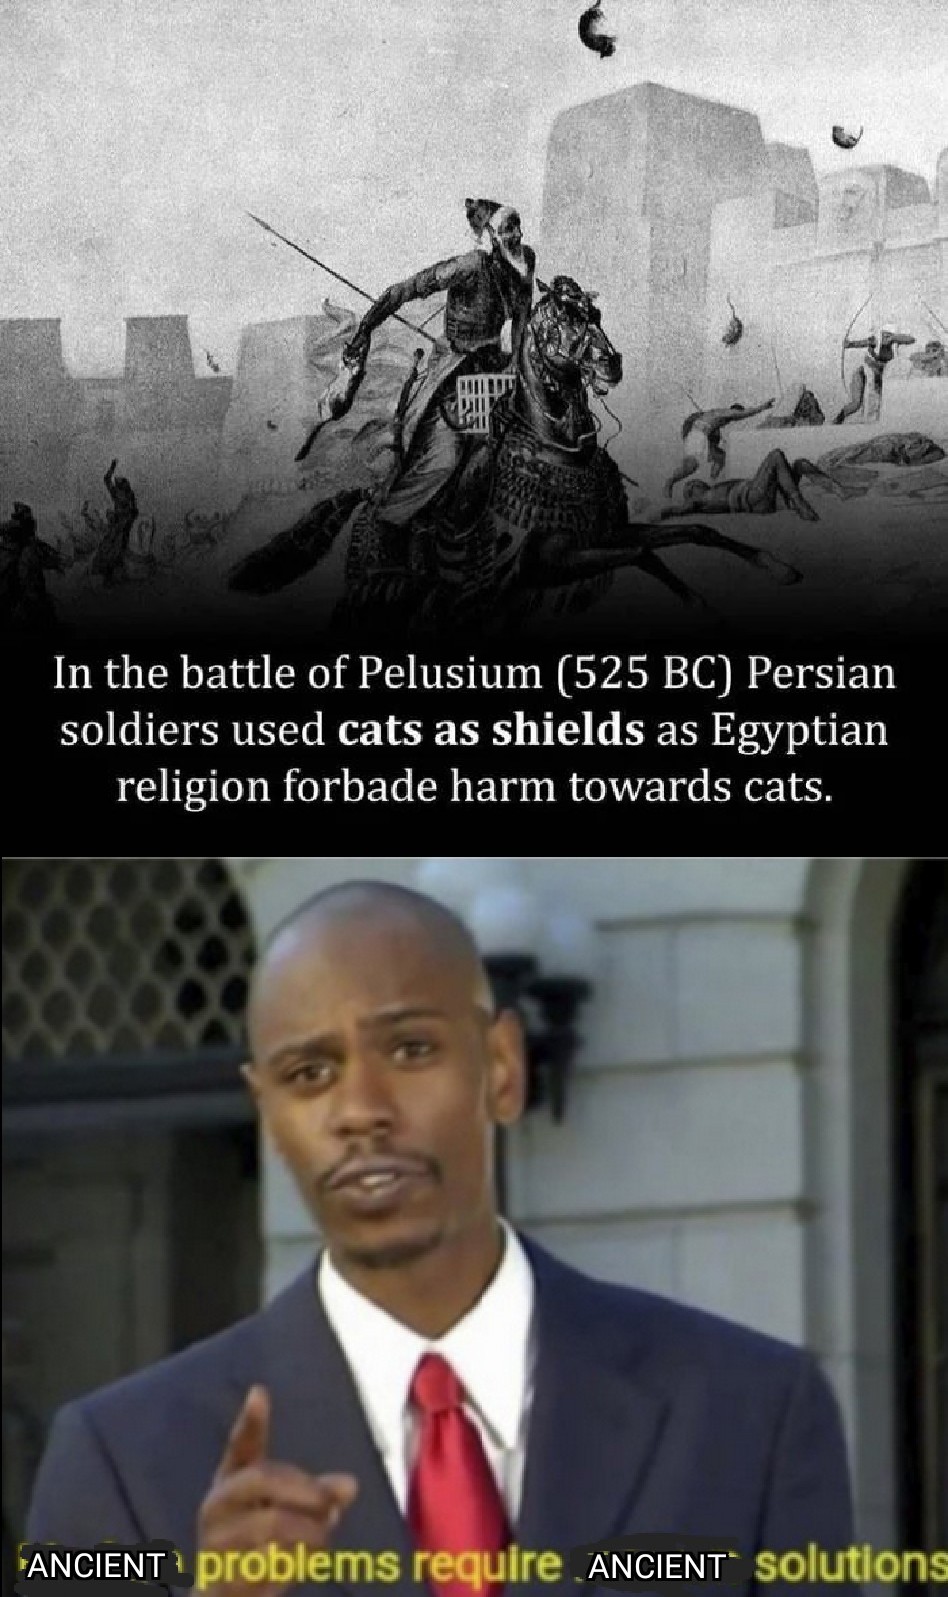 In the battle of Pelusium (525 BC) Persian
soldiers used cats as shields as Egyptian
religion forbade harm towards cats.
ANCIENT problems require ANCIENT solutions